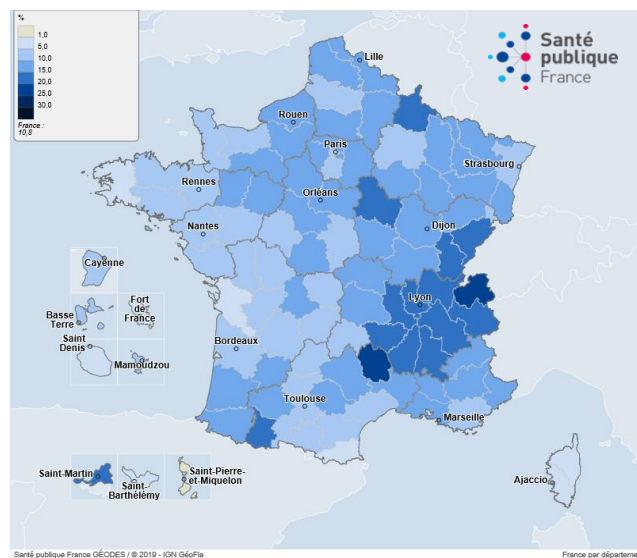 %
1,0
5,0
10,0
15,0
20,0
25,0
30,0
France :
10,8
Santé
publique
France
Lille
Rouen
Paris
Strasbourg
Rennes
Orléans
Nantes
Dijon
Cayenne
Lyon
Basse
Terre
Fort
de
France
Saint
Denis
Mamoudzou
Bordeaux
Toulouse
Marseille
Saint-Martin
Saint-
Barthélémy
Saint-Pierre-
et-Miquelon
Ajaccio
Santé publique France GÉODES / © 2019 - IGN GéoFla
France par départeme